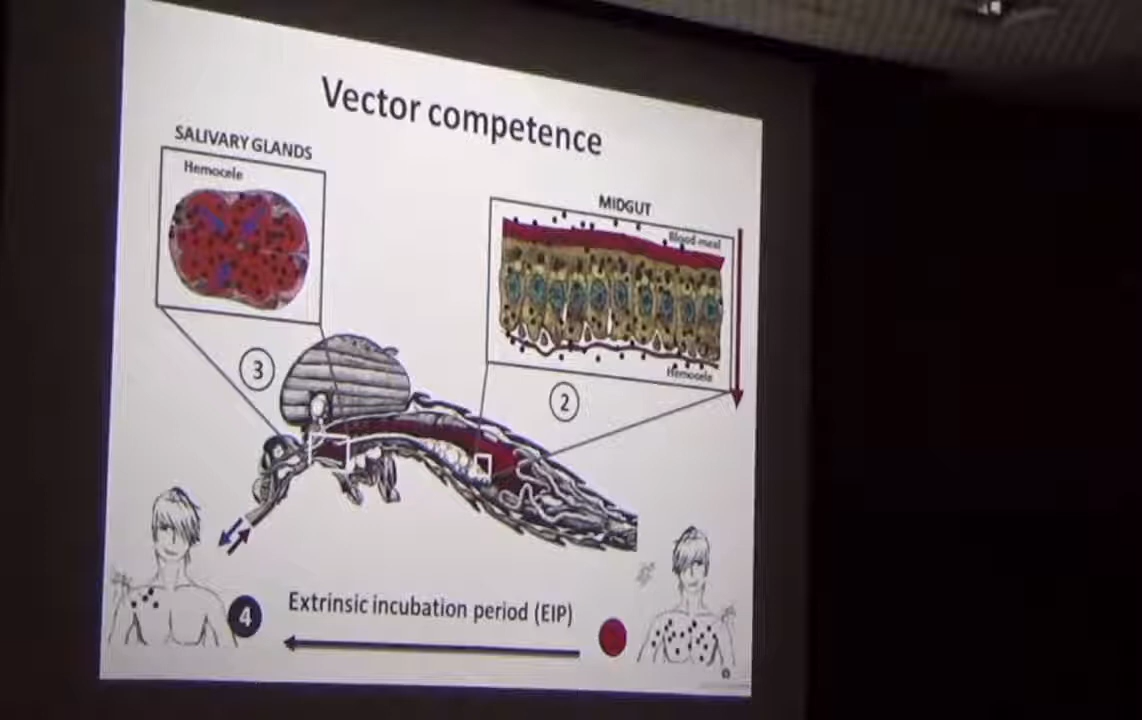 Vector competence
SALIVARY GLANDS
Hemocele
MIDGUT
Blood meal
Hemocele
3
2
4
Extrinsic incubation period (EIP)